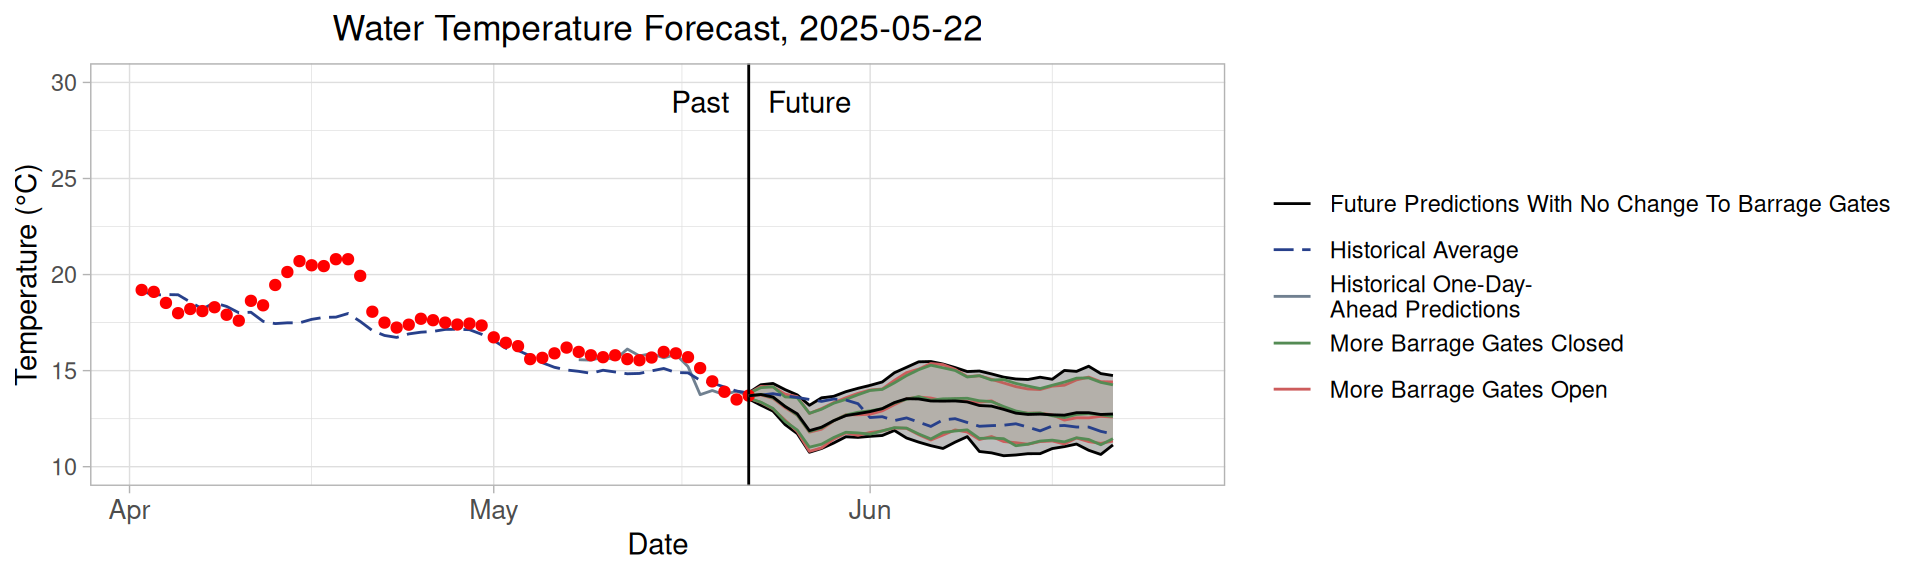 Water Temperature Forecast, 2025-05-22
30
25
20
15
10
Temperature (°C)
Past
Future
Apr
May
Jun
Date
Future Predictions With No Change To Barrage Gates
Historical Average
Historical One-Day-
Ahead Predictions
More Barrage Gates Closed
More Barrage Gates Open